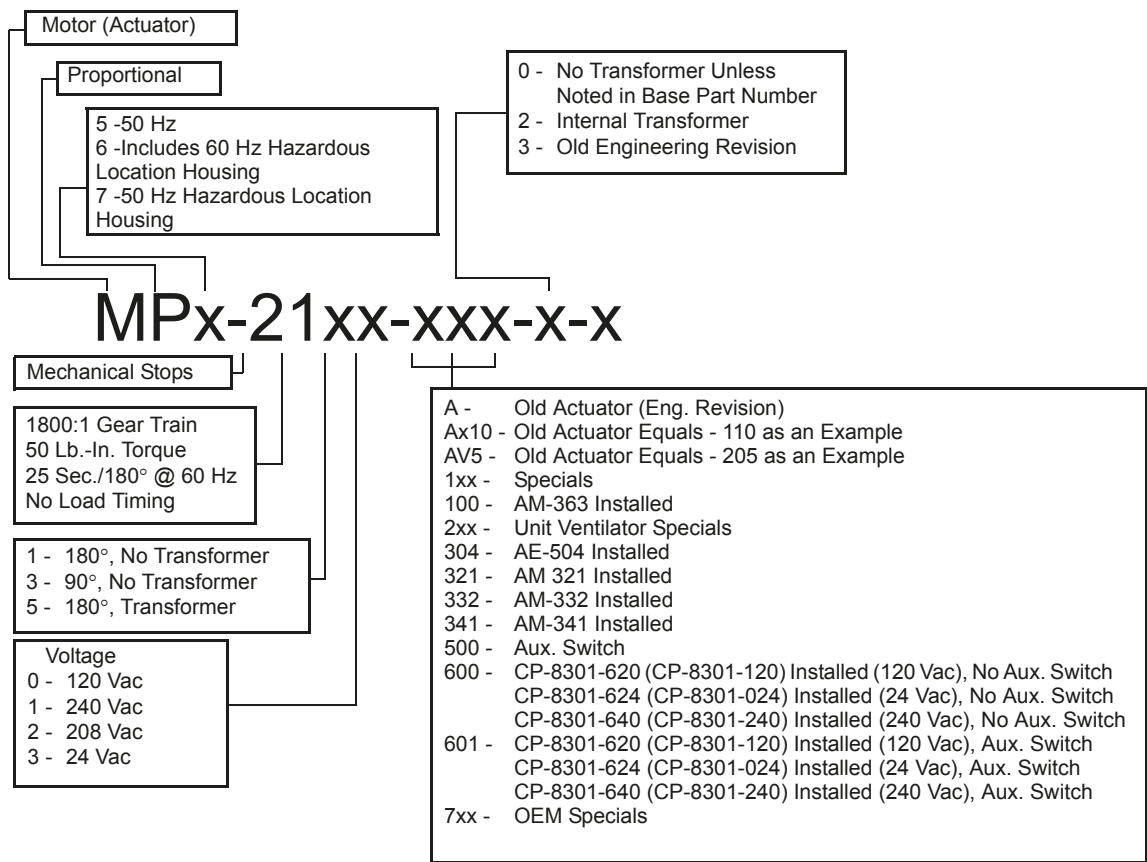 Motor (Actuator)
Proportional
5 -50 Hz
6 -Includes 60 Hz Hazardous
Location Housing
7 -50 Hz Hazardous Location
Housing
0 - No Transformer Unless
Noted in Base Part Number
2 - Internal Transformer
3 - Old Engineering Revision
MPx-21xx-xxx-x-x
Mechanical Stops
1800:1 Gear Train
50 Lb.-In. Torque
25 Sec./180° @ 60 Hz
No Load Timing
1 - 180°, No Transformer
3 - 90°, No Transformer
5 - 180°, Transformer
Voltage
0 - 120 Vac
1 - 240 Vac
2 - 208 Vac
3 - 24 Vac
A - Old Actuator (Eng. Revision)
Ax10 - Old Actuator Equals - 110 as an Example
AV5 - Old Actuator Equals - 205 as an Example
1xx - Specials
100 - AM-363 Installed
2xx - Unit Ventilator Specials
304 - AE-504 Installed
321 - AM 321 Installed
332 - AM-332 Installed
341 - AM-341 Installed
500 - Aux. Switch
600 - CP-8301-620 (CP-8301-120) Installed (120 Vac), No Aux. Switch
CP-8301-624 (CP-8301-024) Installed (24 Vac), No Aux. Switch
CP-8301-640 (CP-8301-240) Installed (240 Vac), No Aux. Switch
601 - CP-8301-620 (CP-8301-120) Installed (120 Vac), Aux. Switch
CP-8301-624 (CP-8301-024) Installed (24 Vac), Aux. Switch
CP-8301-640 (CP-8301-240) Installed (240 Vac), Aux. Switch
7xx - OEM Specials